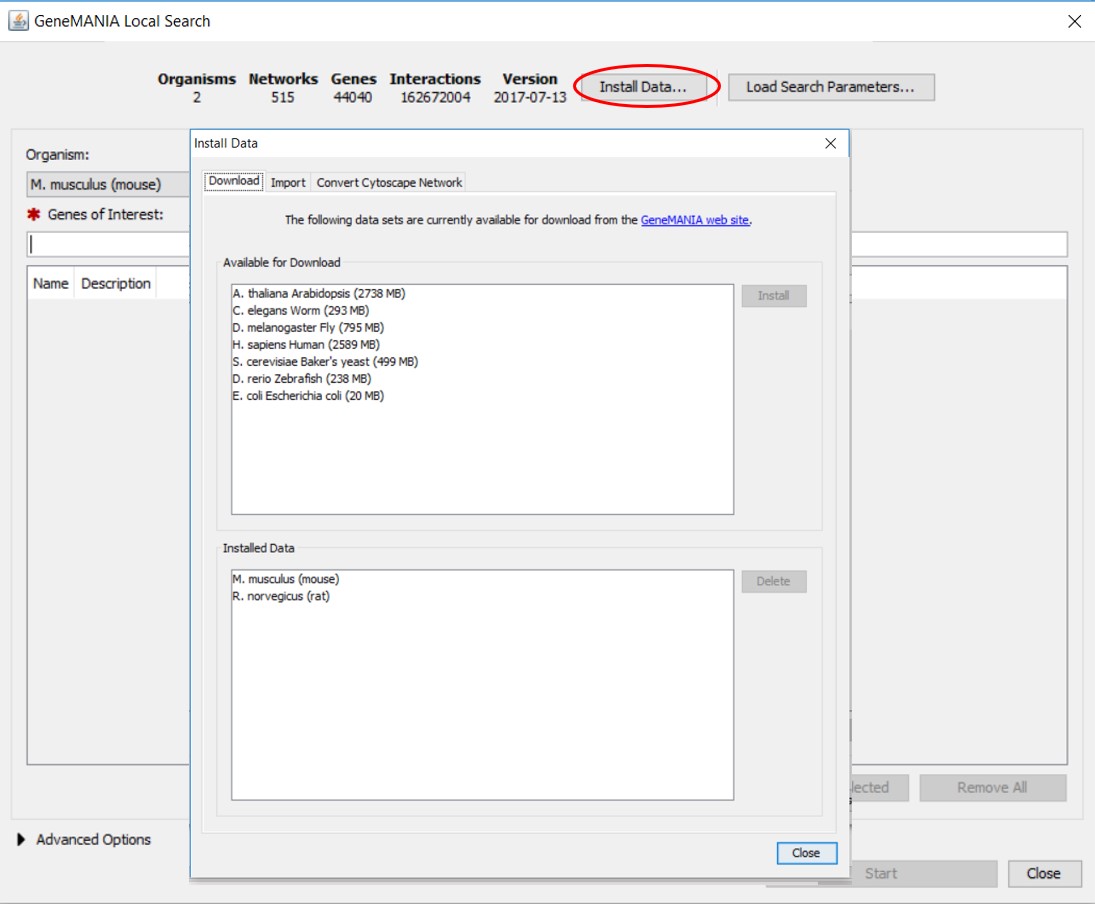 GeneMANIA Local Search
Organisms Networks Genes Interactions Version
2 515 44040 162672004 2017-07-13
Install Data...
Load Search Parameters...
Organism:
M. musculus (mouse)
* Genes of Interest:
Name Description
Install Data
Download Import Convert Cytoscape Network
The following data sets are currently available for download from the GeneMANIA web site.
Available for Download
A. thaliana Arabidopsis (2738 MB)
C. elegans Worm (293 MB)
D. melanogaster Fly (795 MB)
H. sapiens Human (2589 MB)
S. cerevisiae Baker's yeast (499 MB)
D. rerio Zebrafish (238 MB)
E. coli Escherichia coli (20 MB)
Install
Installed Data
M. musculus (mouse)
R. norvegicus (rat)
Delete
Close
Remove All
Advanced Options
Start
Close